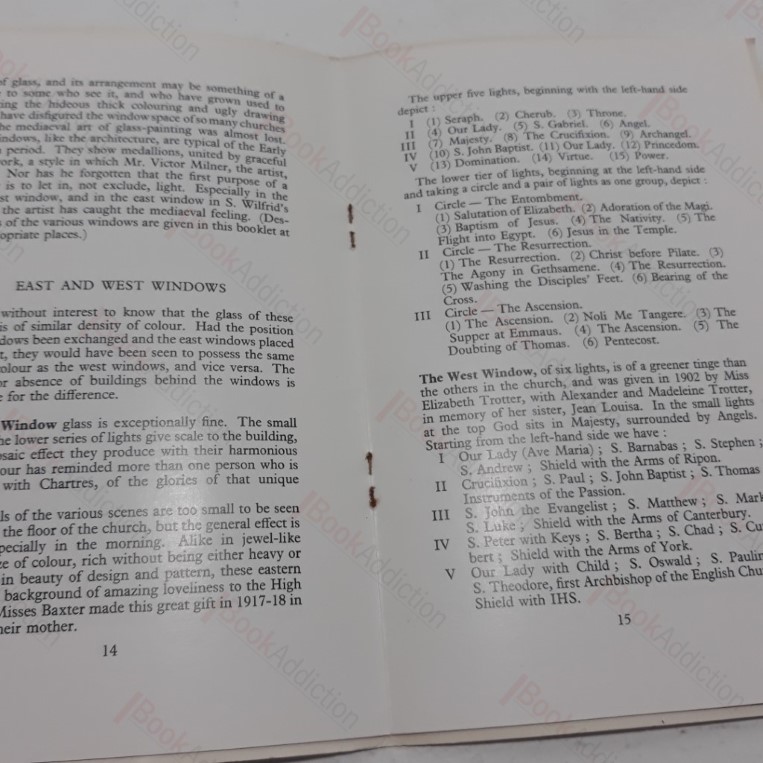 of glass, and its arrangement may be something of a
to some who see it, and who have grown used to
ing the hideous thick colouring and ugly drawing
have disfigured the window space of so many churches
he mediaeval art of glass-painting was almost lost.
indows, like the architecture, are typical of the Early
period. They show medallions, united by graceful
ork, a style in which Mr. Victor Milner, the artist,
Nor has he forgotten that the first purpose of a
is to let in, not exclude, light. Especially in the
st window, and in the east window in S. Wilfrid's
the artist has caught the mediaeval feeling. (Des-
of the various windows are given in this booklet at
opriate places.)
EAST AND WEST WINDOWS
without interest to know that the glass of these
is of similar density of colour. Had the position
dows been exchanged and the east windows placed
t, they would have been seen to possess the same
olour as the west windows, and vice versa. The
or absence of buildings behind the windows is
e for the difference.
Window glass is exceptionally fine. The small
he lower series of lights give scale to the building,
osaic effect they produce with their harmonious
our has reminded more than one person who is
with Chartres, of the glories of that unique
ls of the various scenes are too small to be seen
the floor of the church, but the general effect is
pecially in the morning. Alike in jewel-like
ce of colour, rich without being either heavy or
in beauty of design and pattern, these eastern
background of amazing loveliness to the High
Misses Baxter made this great gift in 1917-18 in
heir mother.
14
The upper five lights, beginning with the left-hand side
depict :
I (1) Seraph. (2) Cherub. (3) Throne.
II (4) Our Lady. (5) S. Gabriel. (6) Angel.
III (7) Majesty. (8) The Crucifixion. (9) Archangel.
IV (10) S. John Baptist. (11) Our Lady. (12) Princedom.
V (13) Domination. (14) Virtue. (15) Power.
The lower tier of lights, beginning at the left-hand side
and taking a circle and a pair of lights as one group, depict :
I Circle — The Entombment.
(1) Salutation of Elizabeth. (2) Adoration of the Magi.
(3) Baptism of Jesus. (4) The Nativity. (5) The
Flight into Egypt. (6) Jesus in the Temple.
II Circle — The Resurrection.
(1) The Resurrection. (2) Christ before Pilate. (3)
The Agony in Gethsamene. (4) The Resurrection.
(5) Washing the Disciples' Feet. (6) Bearing of the
Cross.
III Circle — The Ascension.
(1) The Ascension. (2) Noli Me Tangere. (3) The
Supper at Emmaus. (4) The Ascension. (5) The
Doubting of Thomas. (6) Pentecost.
The West Window, of six lights, is of a greener tinge than
the others in the church, and was given in 1902 by Miss
Elizabeth Trotter, with Alexander and Madeleine Trotter,
in memory of her sister, Jean Louisa. In the small lights
at the top God sits in Majesty, surrounded by Angels.
Starting from the left-hand side we have :
I Our Lady (Ave Maria) ; S. Barnabas ; S. Stephen ;
S. Andrew ; Shield with the Arms of Ripon.
II Crucifixion ; S. Paul ; S. John Baptist ; S. Thomas
Instruments of the Passion.
III S. John the Evangelist ; S. Matthew ; S. Mark
S. Luke ; Shield with the Arms of Canterbury.
IV S. Peter with Keys ; S. Bertha ; S. Chad ; S. Cu
bert ; Shield with the Arms of York.
V Our Lady with Child ; S. Oswald ; S. Paulin
S. Theodore, first Archbishop of the English Chu
Shield with IHS.
15
BookAddiction